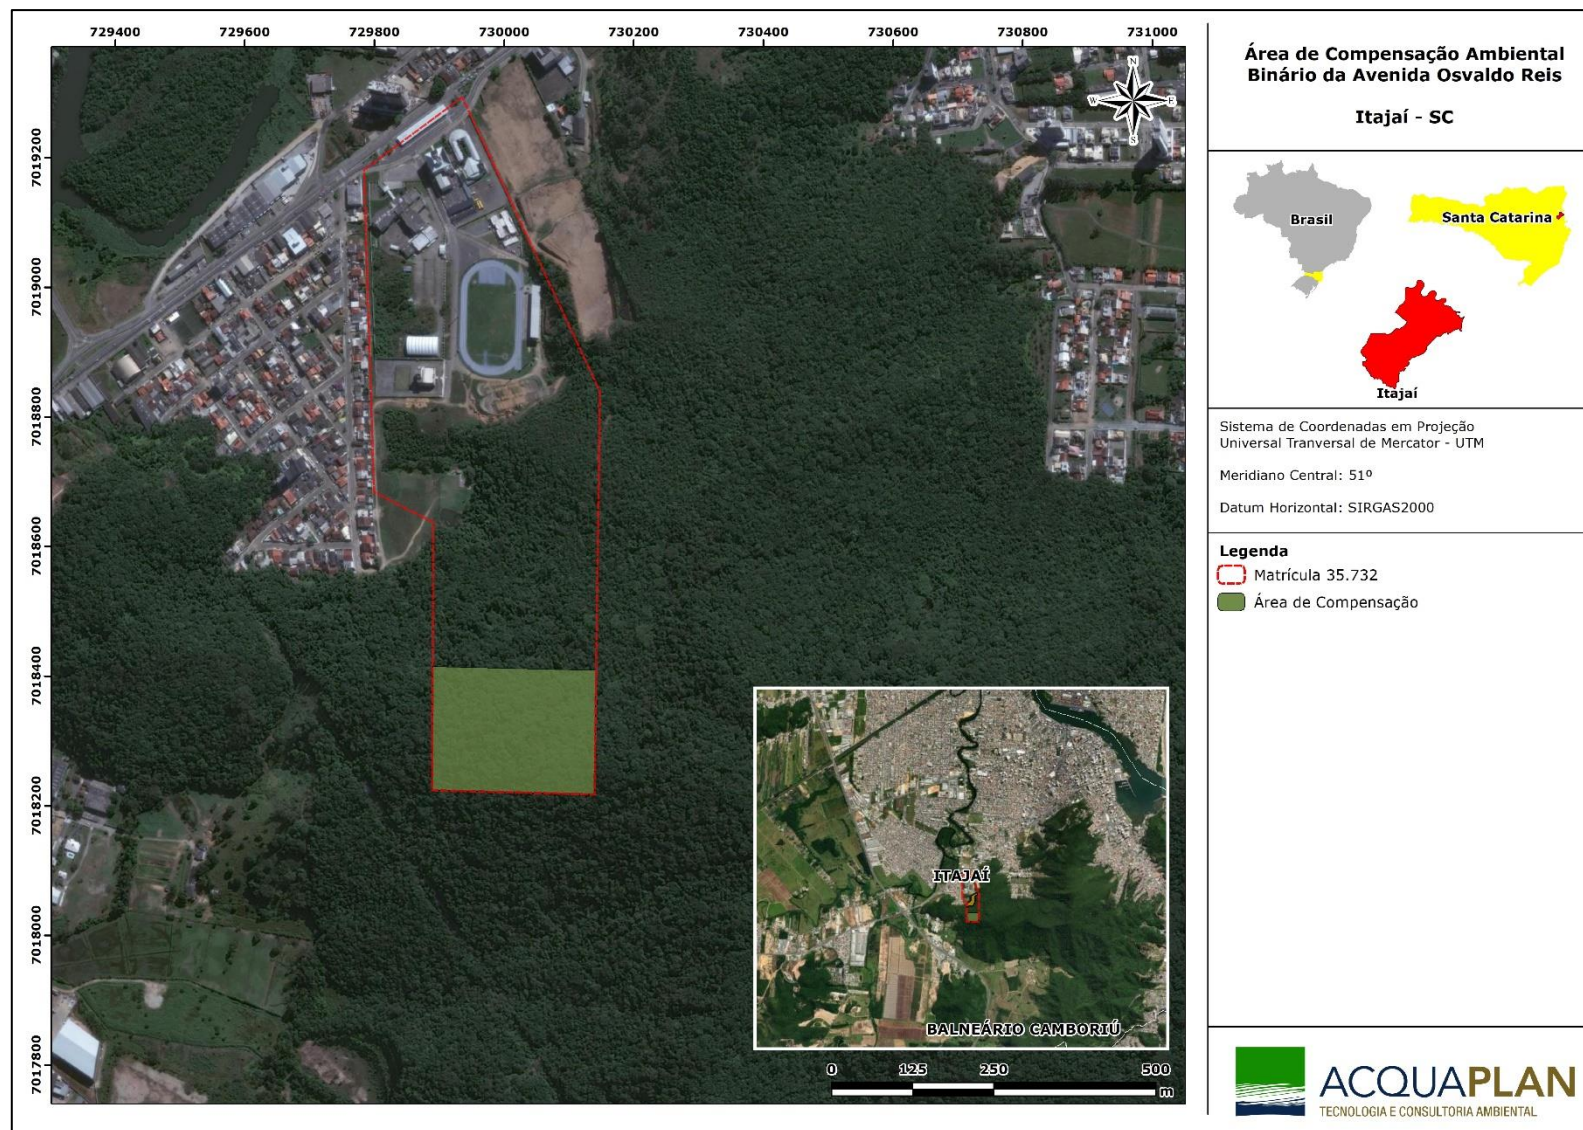 729400 729600 729800 730000 730200 730400 730600 730800 731000
7019200
7019000
7018800
7018600
7018400
7018200
7018000
7017800
N
W E
S
ITAJAÍ
BALNEÁRIO CAMBORIÚ
0 125 250 500
m
Área de Compensação Ambiental
Binário da Avenida Osvaldo Reis
Itajaí - SC
Brasil
Santa Catarina
Itajaí
Sistema de Coordenadas em Projeção
Universal Tranversal de Mercator - UTM
Meridiano Central: 51º
Datum Horizontal: SIRGAS2000
Legenda
Matrícula 35.732
Área de Compensação
ACQUAPLAN
TECNOLOGIA E CONSULTORIA AMBIENTAL